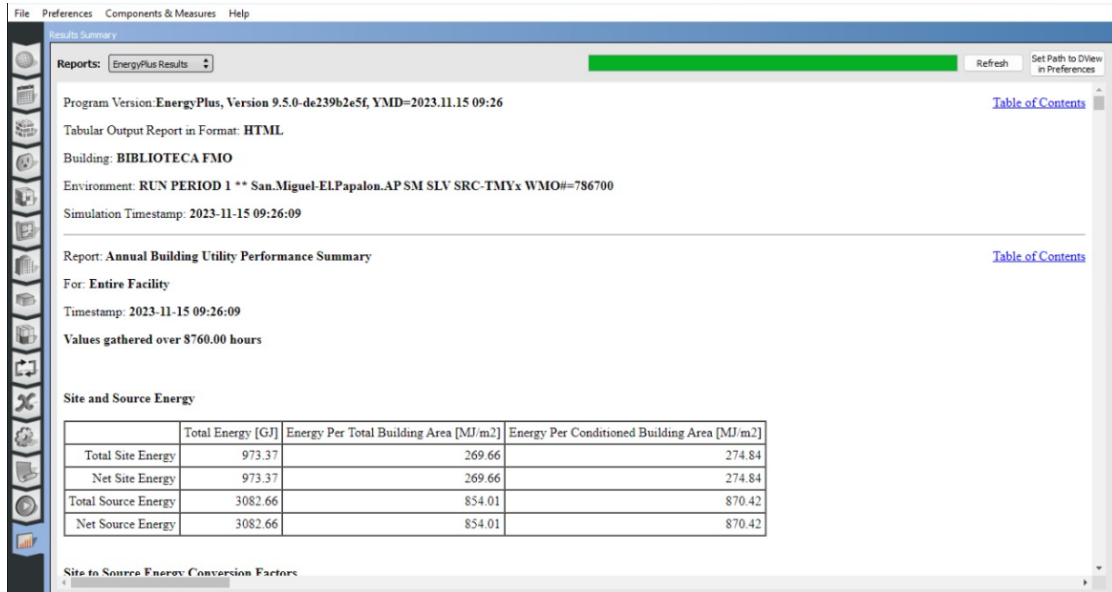 File Preferences Components & Measures Help
Results Summary
Reports: EnergyPlus Results Refresh Set Path to DView
in Preferences
Program Version:EnergyPlus, Version 9.5.0-de239b2e5f, YMD=2023.11.15 09:26 Table of Contents
Tabular Output Report in Format: HTML
Building: BIBLIOTECA FMO
Environment: RUN PERIOD 1 ** San.Miguel-El.Papalon.AP SM SLV SRC-TMYx WMO#=786700
Simulation Timestamp: 2023-11-15 09:26:09
Report: Annual Building Utility Performance Summary Table of Contents
For: Entire Facility
Timestamp: 2023-11-15 09:26:09
Values gathered over 8760.00 hours
Site and Source Energy
Total Energy [GJ] Energy Per Total Building Area [MJ/m2] Energy Per Conditioned Building Area [MJ/m2]
Total Site Energy 973.37 269.66 274.84
Net Site Energy 973.37 269.66 274.84
Total Source Energy 3082.66 854.01 870.42
Net Source Energy 3082.66 854.01 870.42
Site to Source Energy Conversion Factors